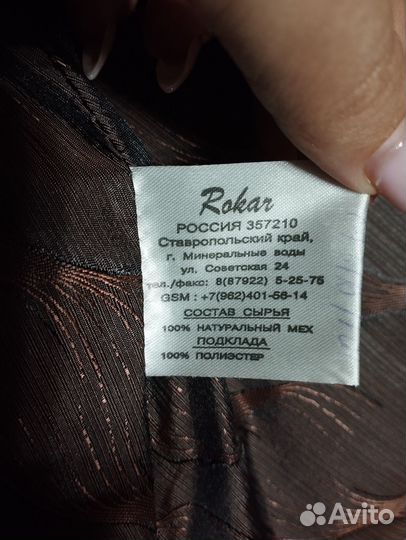 Rokar
РОССИЯ 357210
Ставропольский край,
г. Минеральные воды
ул. Советская 24
тел./факс: 8(87922) 5-25-75
GSM : +7(962)401-56-14
СОСТАВ СЫРЬЯ
100% НАТУРАЛЬНЫЙ МЕХ
ПОДКЛАДА
100% ПОЛИЭСТЕР
Avito